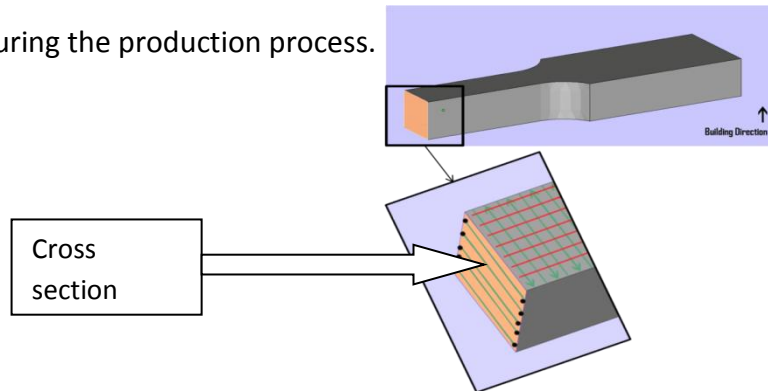 uring the production process.
Building Direction
Cross
section